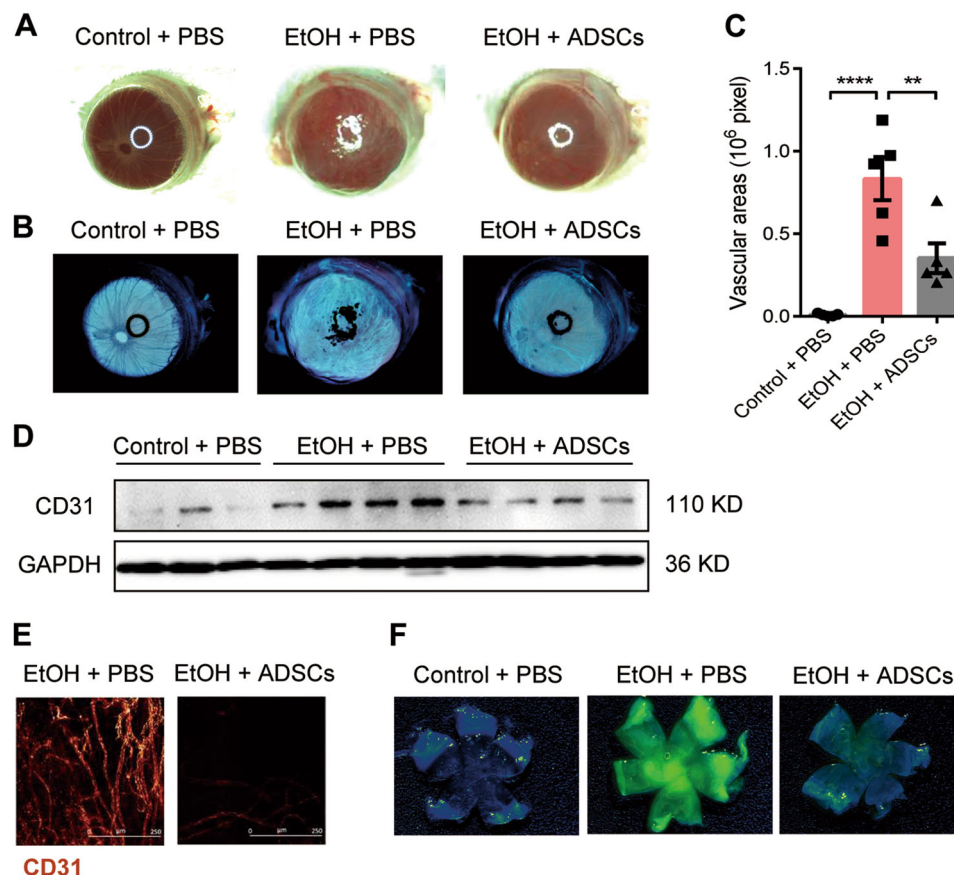 A
Control + PBS
EtOH + PBS
EtOH + ADSCs
B
Control + PBS
EtOH + PBS
EtOH + ADSCs
C
Vascular areas (10⁶ pixel)
1.5
1.0
0.5
0.0
****
**
Control + PBS
EtOH + PBS
EtOH + ADSCs
D
Control + PBS
EtOH + PBS
EtOH + ADSCs
CD31
110 KD
GAPDH
36 KD
E
EtOH + PBS
EtOH + ADSCs
0 µm 250
0 µm 250
CD31
F
Control + PBS
EtOH + PBS
EtOH + ADSCs